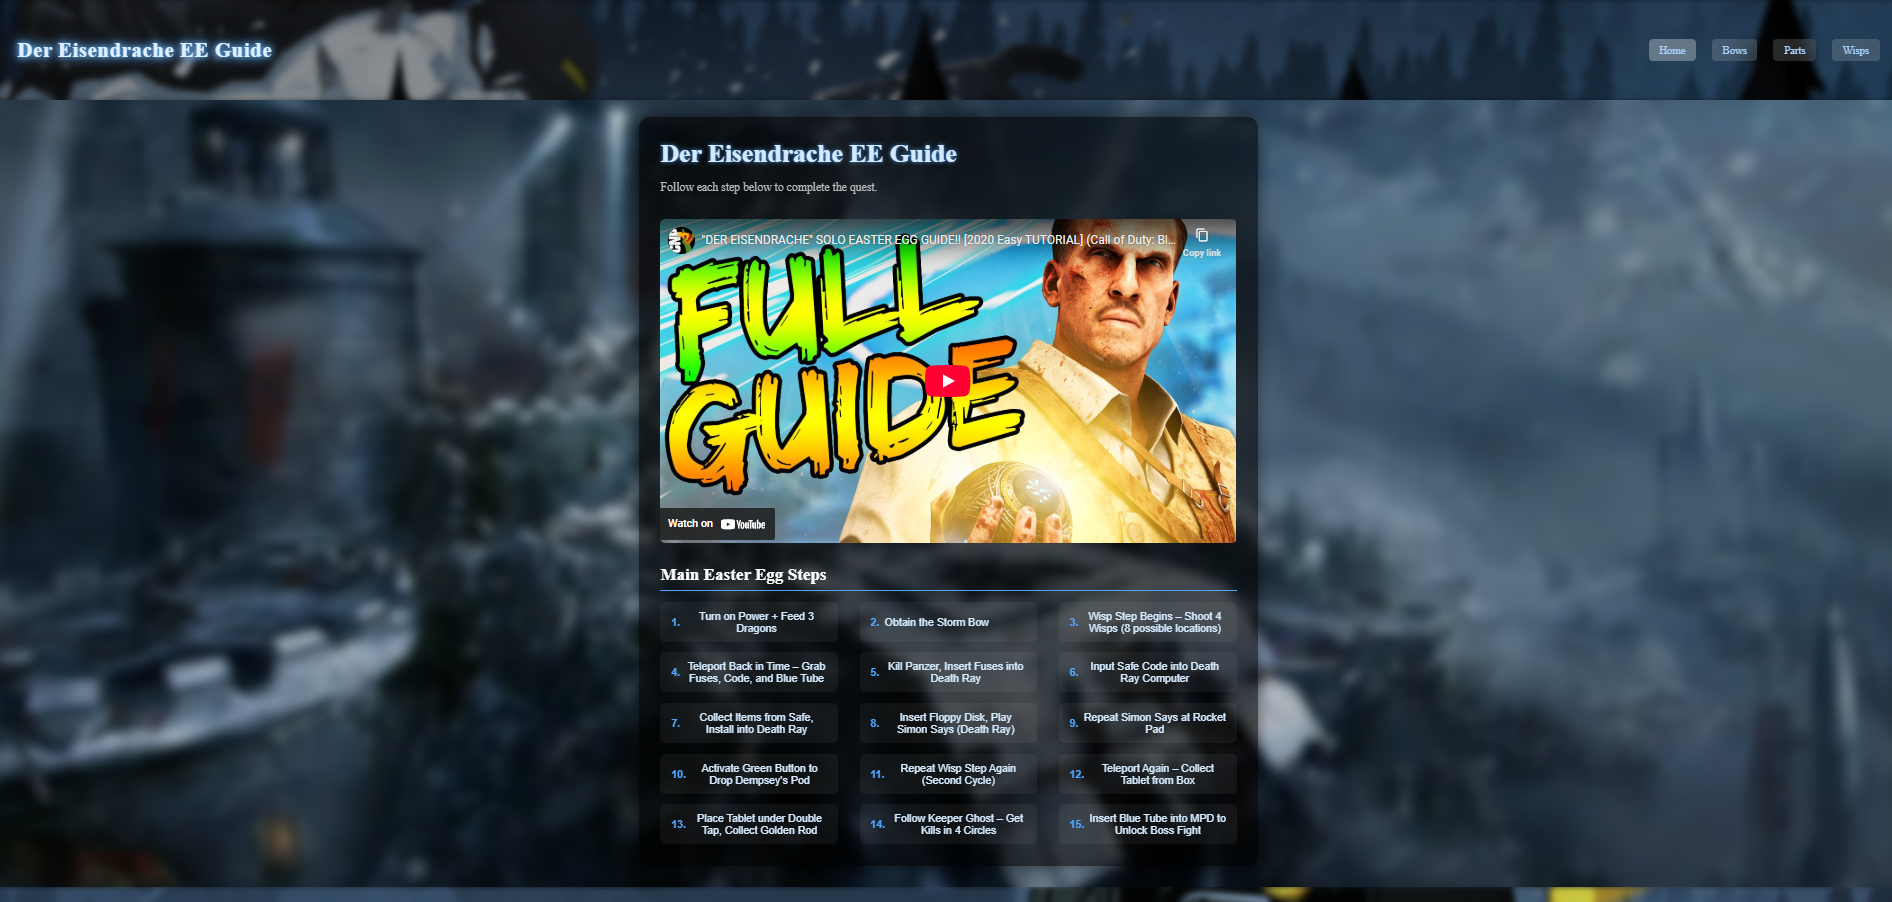 Der Eisendrache EE Guide
Home
Bows
Parts
Wisps
Der Eisendrache EE Guide
Follow each step below to complete the quest.
GNP
"DER EISENDRACHE" SOLO EASTER EGG GUIDE!! [2020 Easy TUTORIAL] (Call of Duty: Bl...
Copy link
FULL
GUIDE
Watch on YouTube
Main Easter Egg Steps
1. Turn on Power + Feed 3
Dragons
2. Obtain the Storm Bow
3. Wisp Step Begins – Shoot 4
Wisps (8 possible locations)
4. Teleport Back in Time – Grab
Fuses, Code, and Blue Tube
5. Kill Panzer, Insert Fuses into
Death Ray
6. Input Safe Code into Death
Ray Computer
7. Collect Items from Safe,
Install into Death Ray
8. Insert Floppy Disk, Play
Simon Says (Death Ray)
9. Repeat Simon Says at Rocket
Pad
10. Activate Green Button to
Drop Dempsey's Pod
11. Repeat Wisp Step Again
(Second Cycle)
12. Teleport Again – Collect
Tablet from Box
13. Place Tablet under Double
Tap, Collect Golden Rod
14. Follow Keeper Ghost – Get
Kills in 4 Circles
15. Insert Blue Tube into MPD to
Unlock Boss Fight